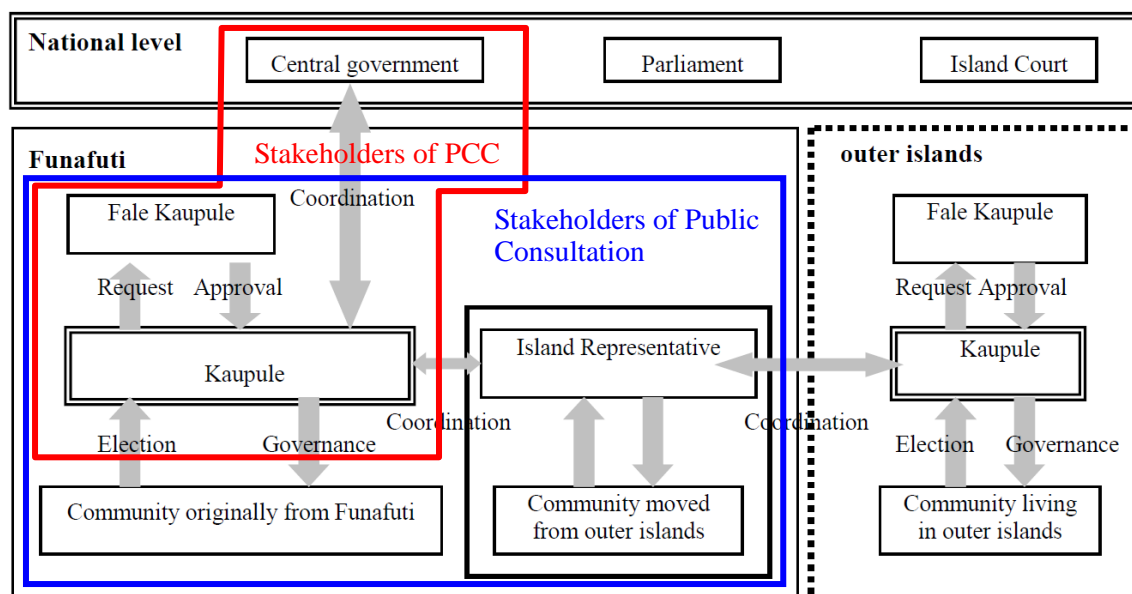 National level
Central government
Parliament
Island Court
Funafuti
Stakeholders of PCC
outer islands
Coordination
Fale Kaupule
Stakeholders of Public
Consultation
Fale Kaupule
Request
Approval
Request
Approval
Kaupule
Island Representative
Kaupule
Coordination
Coordination
Election
Governance
Election
Governance
Community originally from Funafuti
Community moved
from outer islands
Community living
in outer islands